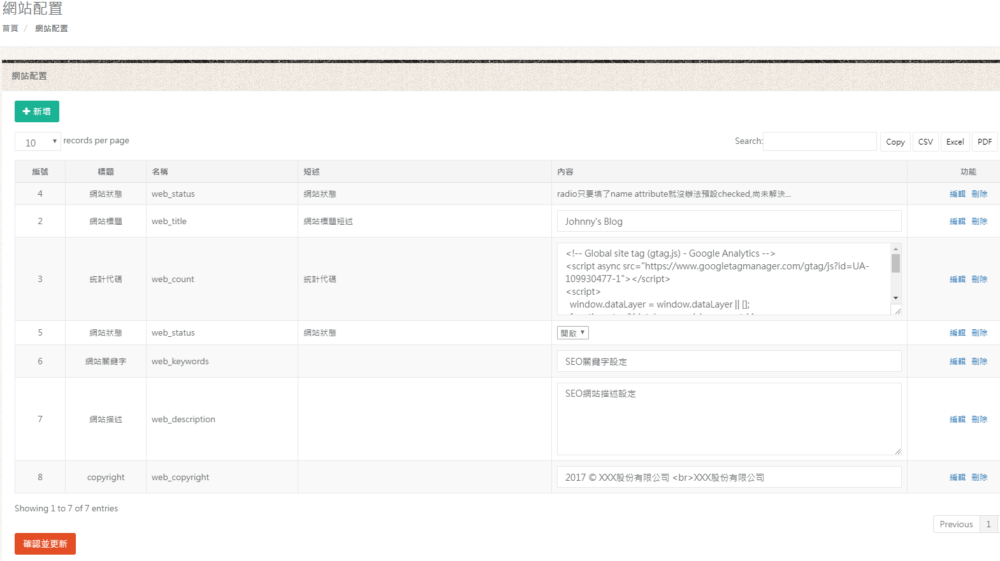 網站配置
首頁 / 網站配置
網站配置
新增
10 records per page
Search: Copy CSV Excel PDF
編號 標題 名稱 短述 內容 功能
4 網站狀態 web_status 網站狀態 radio只要填了name attribute就沒辦法預設checked,尚未解決... 編輯 刪除
2 網站標題 web_title 網站標題短述 Johnny's Blog 編輯 刪除
3 統計代碼 web_count 統計代碼 編輯 刪除
<!-- Global site tag (gtag.js) - Google Analytics -->
<script async src="https://www.googletagmanager.com/gtag/js?id=UA-
109930477-1"></script>
<script>
window.dataLayer = window.dataLayer || [];
5 網站狀態 web_status 網站狀態 開啟 編輯 刪除
6 網站關鍵字 web_keywords SEO關鍵字設定 編輯 刪除
7 網站描述 web_description SEO網站描述設定 編輯 刪除
8 copyright web_copyright 2017 © XXX股份有限公司 <br>XXX股份有限公司 編輯 刪除
Showing 1 to 7 of 7 entries
Previous 1
確認並更新